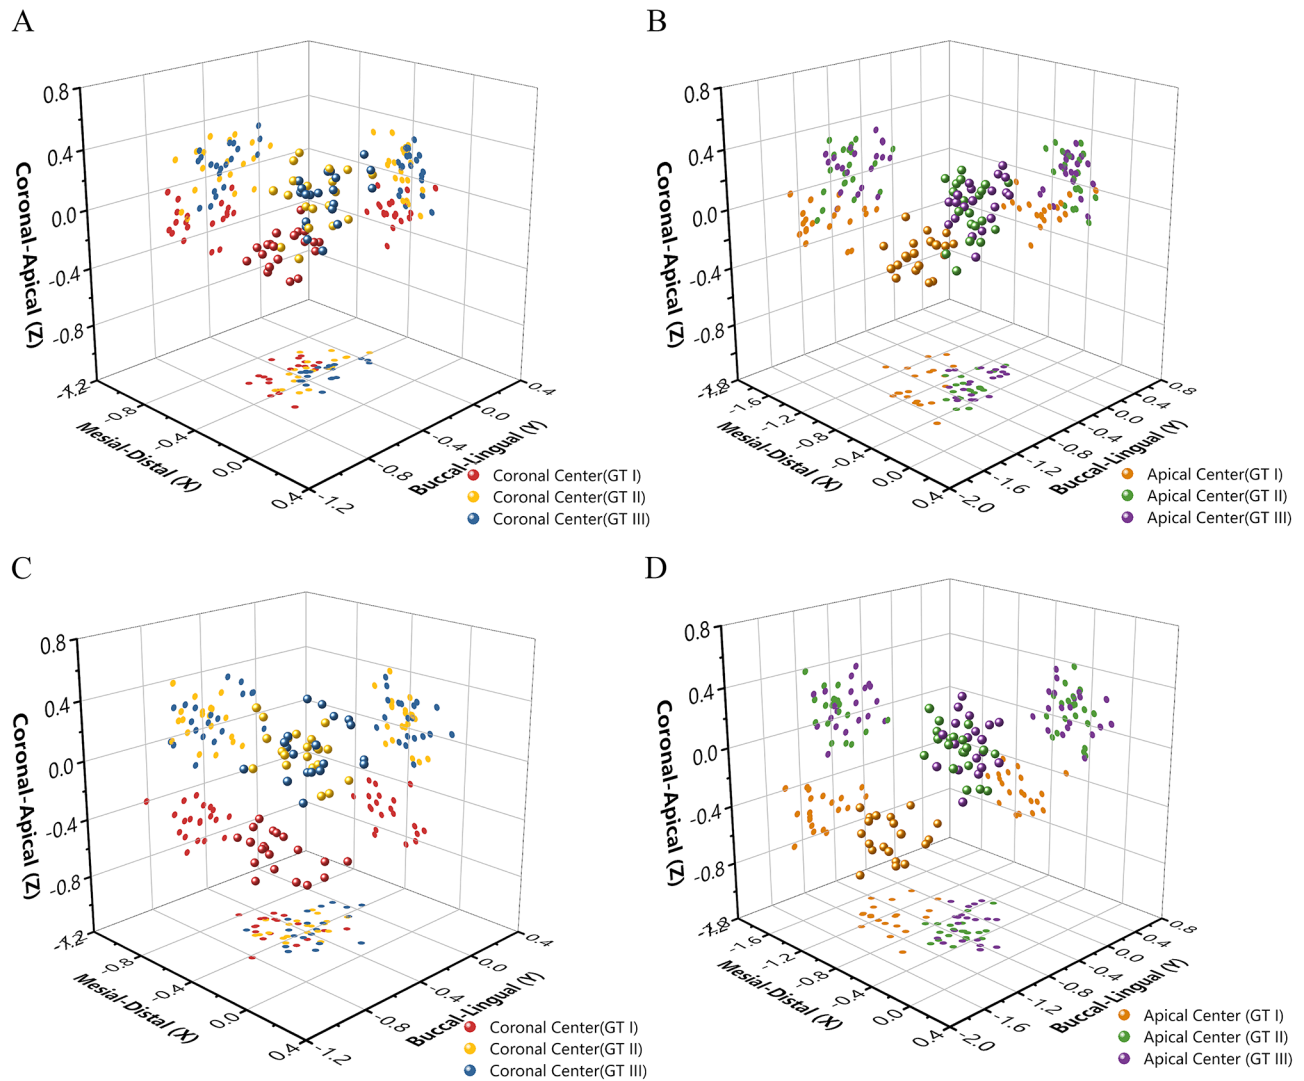 A
B
0.8
0.4
0.0
-0.4
-0.8
Coronal-Apical (Z)
-1.2
-0.8
-0.4
0.0
0.4
Mesial-Distal (X)
-1.2
-0.8
-0.4
0.0
0.4
Buccal-Lingual (Y)
Coronal Center(GT I)
Coronal Center(GT II)
Coronal Center(GT III)
0.8
0.4
0.0
-0.4
-0.8
Coronal-Apical (Z)
-1.6
-1.2
-0.8
-0.4
0.0
0.4
Mesial-Distal (X)
-2.0
-1.6
-1.2
-0.8
-0.4
0.0
0.4
0.8
Buccal-Lingual (Y)
Apical Center(GT I)
Apical Center(GT II)
Apical Center(GT III)
C
D
0.8
0.4
0.0
-0.4
-0.8
Coronal-Apical (Z)
-1.2
-0.8
-0.4
0.0
0.4
Mesial-Distal (X)
-1.2
-0.8
-0.4
0.0
0.4
Buccal-Lingual (Y)
Coronal Center(GT I)
Coronal Center(GT II)
Coronal Center(GT III)
0.8
0.4
0.0
-0.4
-0.8
Coronal-Apical (Z)
-1.6
-1.2
-0.8
-0.4
0.0
0.4
Mesial-Distal (X)
-2.0
-1.6
-1.2
-0.8
-0.4
0.0
0.4
0.8
Buccal-Lingual (Y)
Apical Center (GT I)
Apical Center (GT II)
Apical Center (GT III)